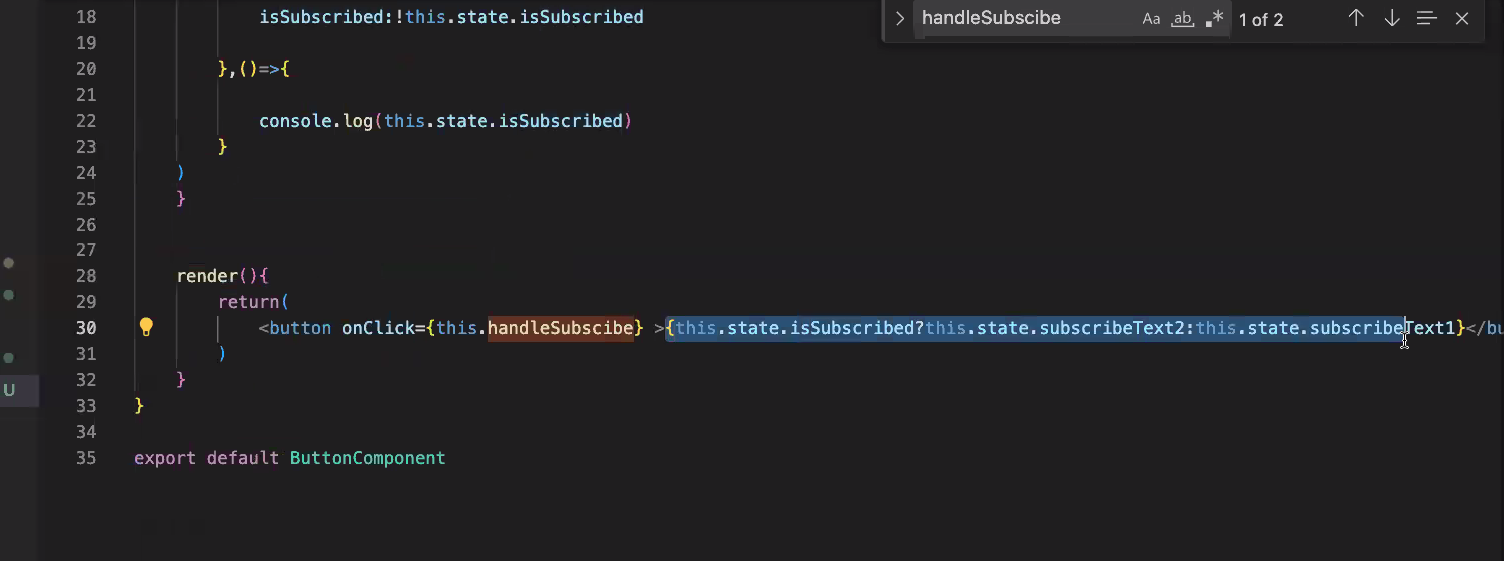 handleSubscibe Aa ab .* 1 of 2
18 isSubscribed:!this.state.isSubscribed
19
20 },()=>{
21
22 console.log(this.state.isSubscribed)
23 }
24 )
25 }
26
27
28 render(){
29 return(
30 <button onClick={this.handleSubscibe} >{this.state.isSubscribed?this.state.subscribeText2:this.state.subscribeText1}</bu
31 )
32 }
33 }
34
35 export default ButtonComponent
U